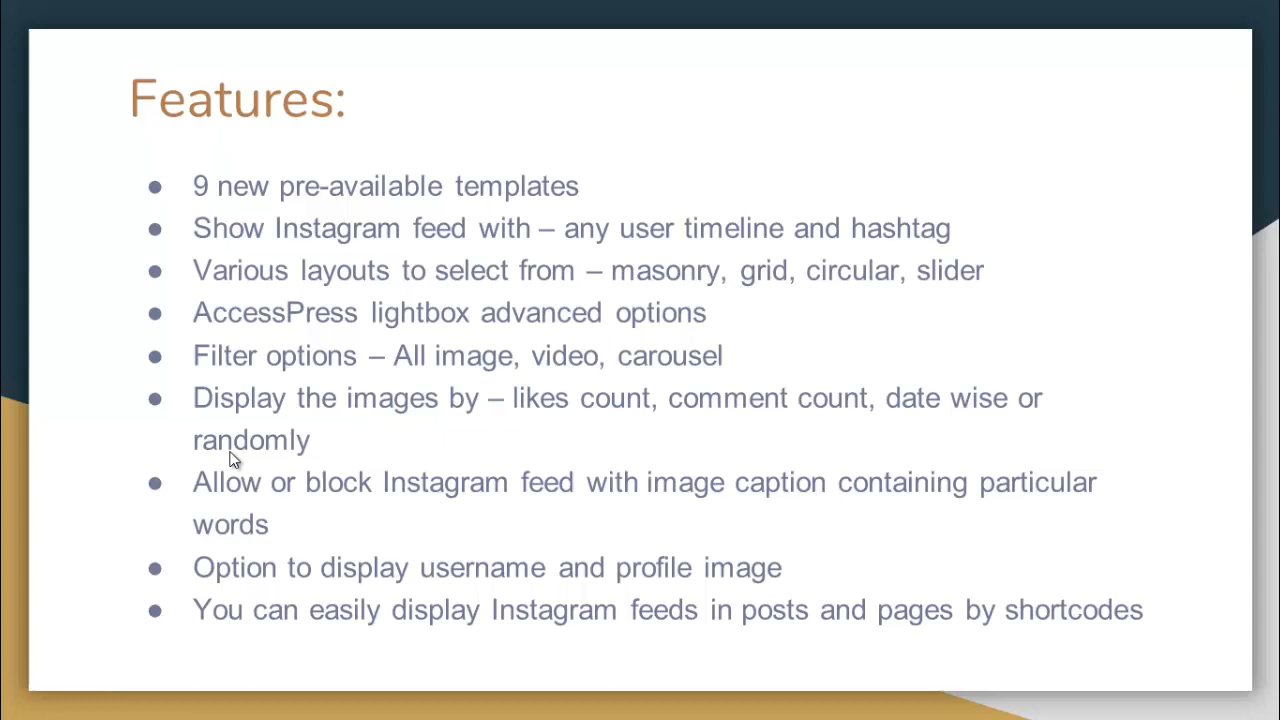 Features:
● 9 new pre-available templates
● Show Instagram feed with – any user timeline and hashtag
● Various layouts to select from – masonry, grid, circular, slider
● AccessPress lightbox advanced options
● Filter options – All image, video, carousel
● Display the images by – likes count, comment count, date wise or
randomly
● Allow or block Instagram feed with image caption containing particular
words
● Option to display username and profile image
● You can easily display Instagram feeds in posts and pages by shortcodes